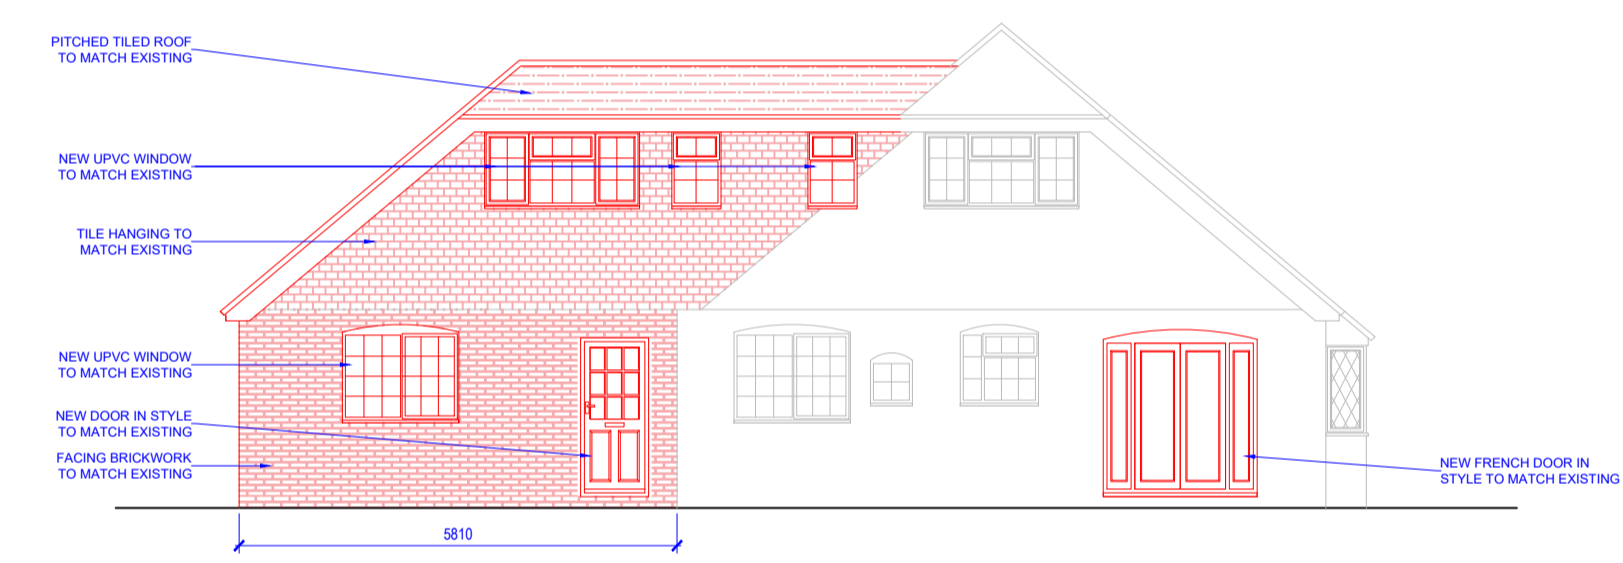 PITCHED TILED ROOF
TO MATCH EXISTING
NEW UPVC WINDOW
TO MATCH EXISTING
TILE HANGING TO
MATCH EXISTING
NEW UPVC WINDOW
TO MATCH EXISTING
NEW DOOR IN STYLE
TO MATCH EXISTING
FACING BRICKWORK
TO MATCH EXISTING
NEW FRENCH DOOR IN
STYLE TO MATCH EXISTING
5810